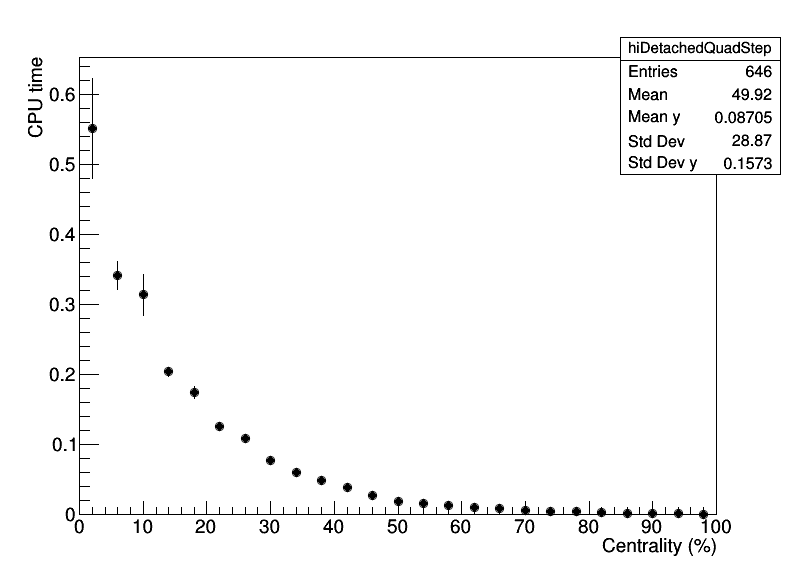 hiDetachedQuadStep
Entries 646
Mean 49.92
Mean y 0.08705
Std Dev 28.87
Std Dev y 0.1573
CPU time
0.6
0.5
0.4
0.3
0.2
0.1
0
0 10 20 30 40 50 60 70 80 90 100
Centrality (%)